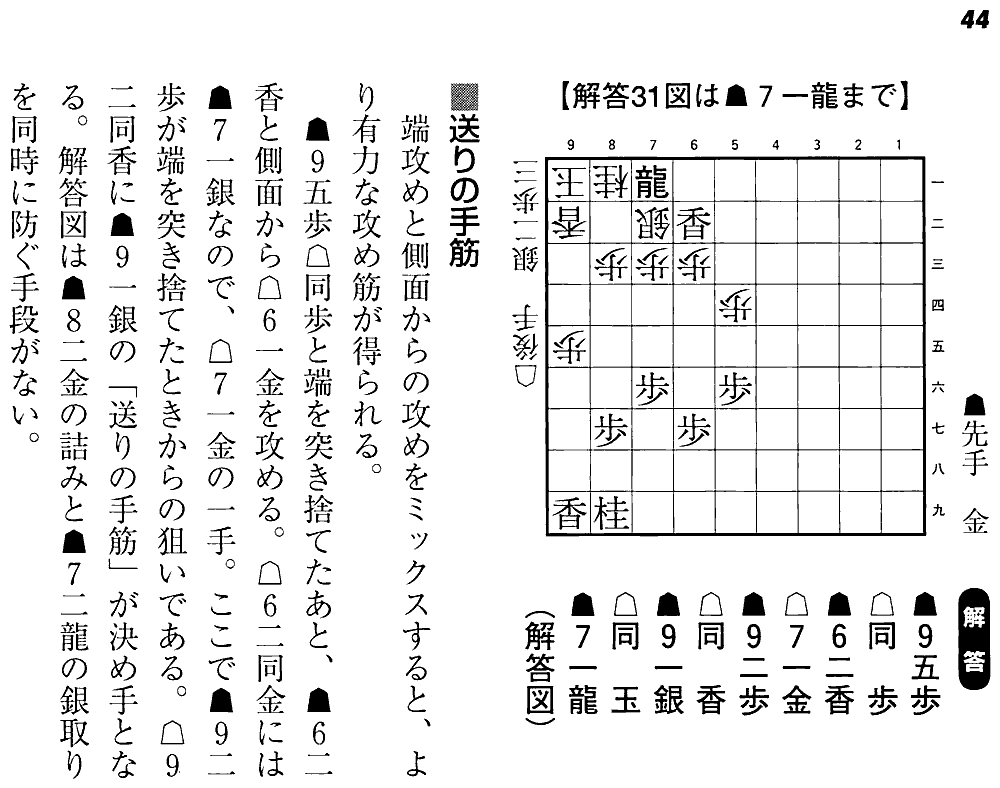 44
【解答31図は☗7一龍まで】
9 8 7 6 5 4 3 2 1
王桂龍 一
香 銀香 二
歩歩歩 三
歩 四
歩 五
歩 歩 六
歩 歩 七
八
香桂 九
☗先手 金
☖後手 銀二歩三
解答
☗9五歩
☖同 歩
☗6二香
☖7一金
☗9二歩
☖同 香
☗9一銀
☖同 玉
☗7一龍
(解答図)
■送りの手筋
端攻めと側面からの攻めをミックスすると、よ
り有力な攻め筋が得られる。
☗9五歩☖同歩と端を突き捨てたあと、☗6二
香と側面から☖6一金を攻める。☖6二同金には
☗7一銀なので、☖7一金の一手。ここで☗9二
歩が端を突き捨てたときからの狙いである。☖9
二同香に☗9一銀の「送りの手筋」が決め手とな
る。解答図は☗8二金の詰みと☗7二龍の銀取り
を同時に防ぐ手段がない。